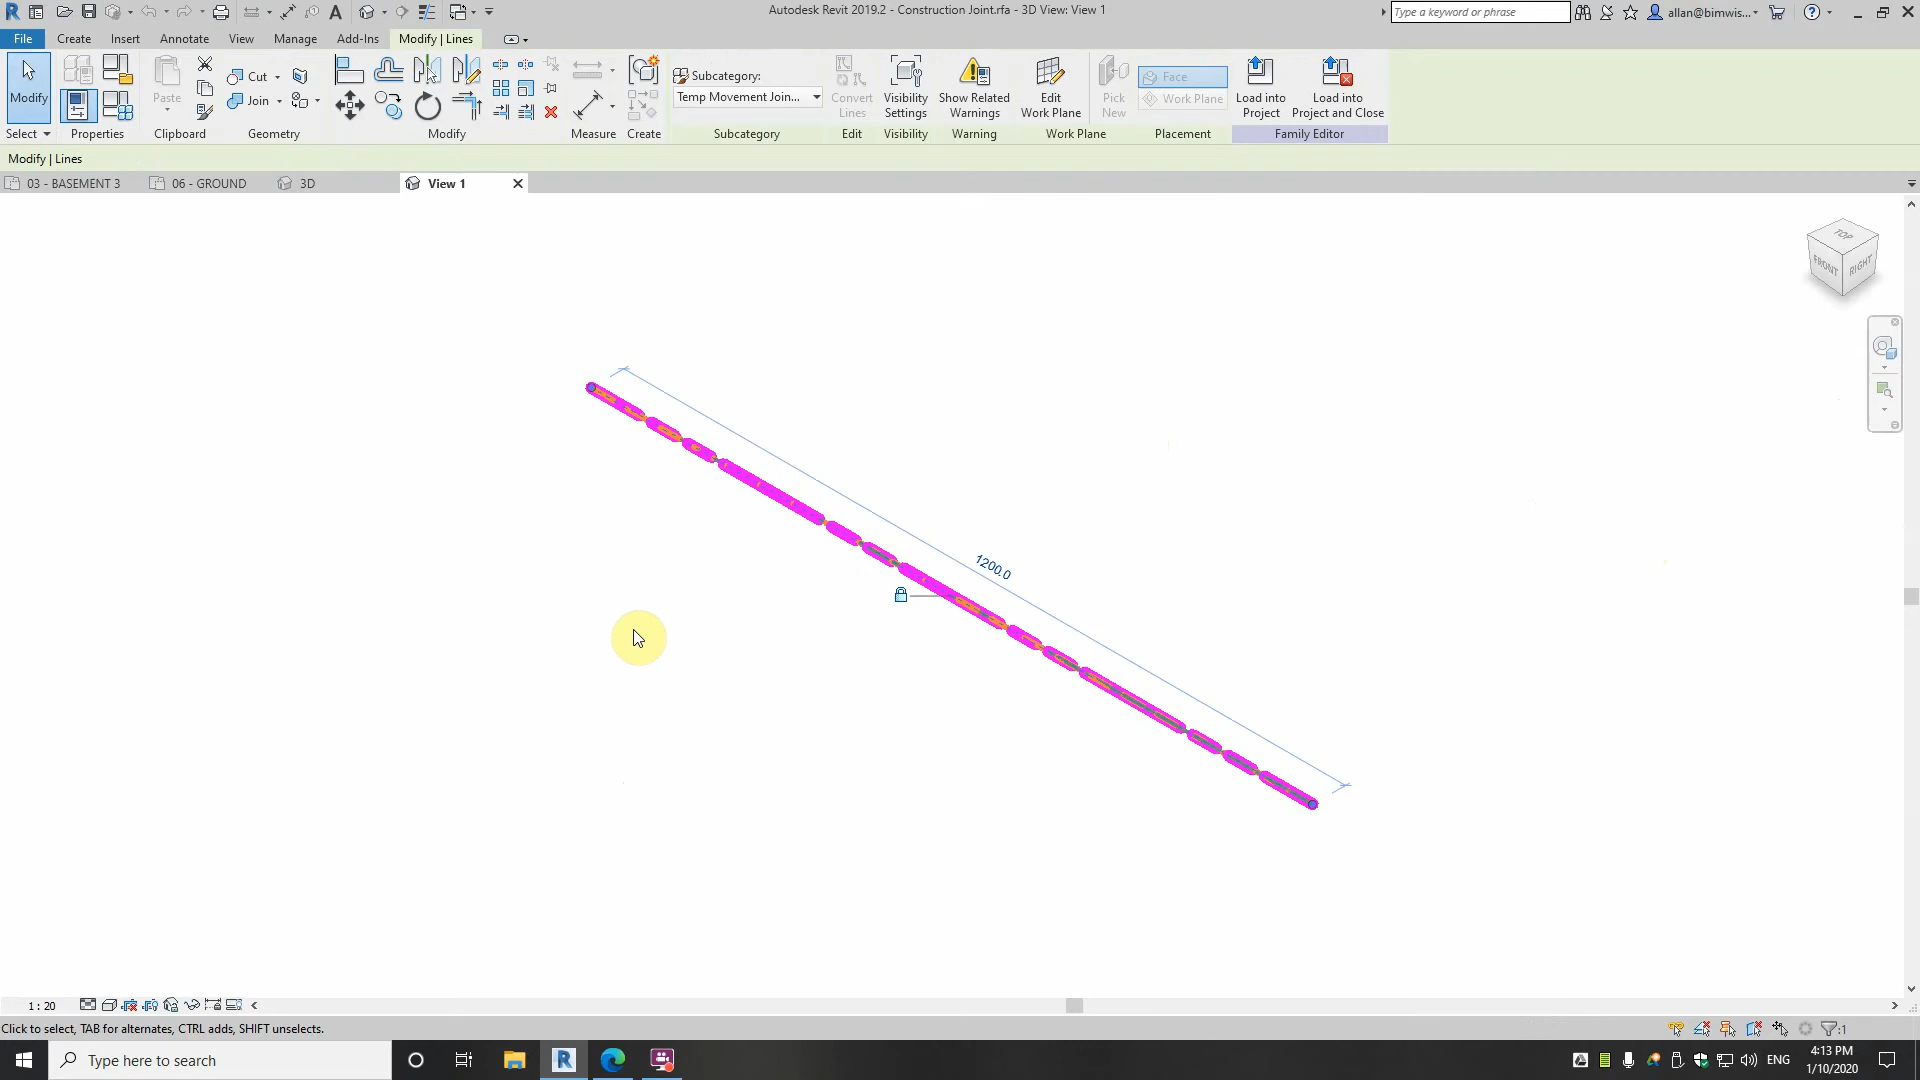 Autodesk Revit 2019.2 - Construction Joint.rfa - 3D View: View 1
Type a keyword or phrase
allan@bimwis...
File
Create
Insert
Annotate
View
Manage
Add-Ins
Modify | Lines
Modify
Select
Properties
Paste
Clipboard
Cut
Join
Geometry
Modify
Measure
Create
Subcategory:
Temp Movement Join...
Subcategory
Convert
Lines
Edit
Visibility
Settings
Visibility
Show Related
Warnings
Warning
Edit
Work Plane
Pick
New
Work Plane
Face
Work Plane
Placement
Load into
Project
Load into
Project and Close
Family Editor
Modify | Lines
03 - BASEMENT 3
06 - GROUND
3D
View 1
TOP
FRONT
RIGHT
1200.0
1 : 20
Click to select, TAB for alternates, CTRL adds, SHIFT unselects.
:1
Type here to search
ENG
4:13 PM
1/10/2020